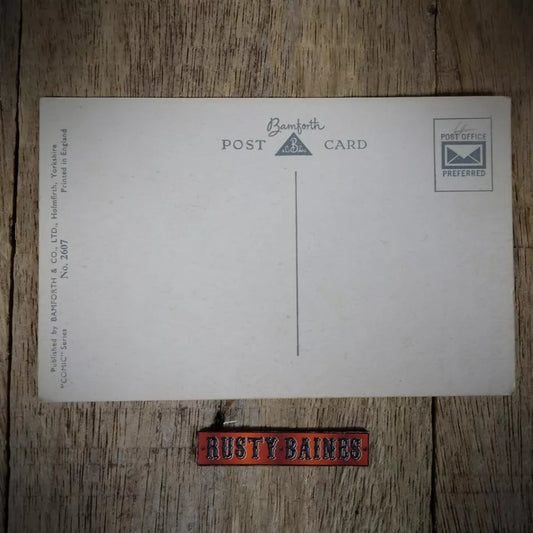 Bamforth
POST B CARD
POST OFFICE
PREFERRED
Published by BAMFORTH & CO., LTD., Holmfirth, Yorkshire
"COMIC" Series
No. 2607
Printed in England
RUSTY BAINES